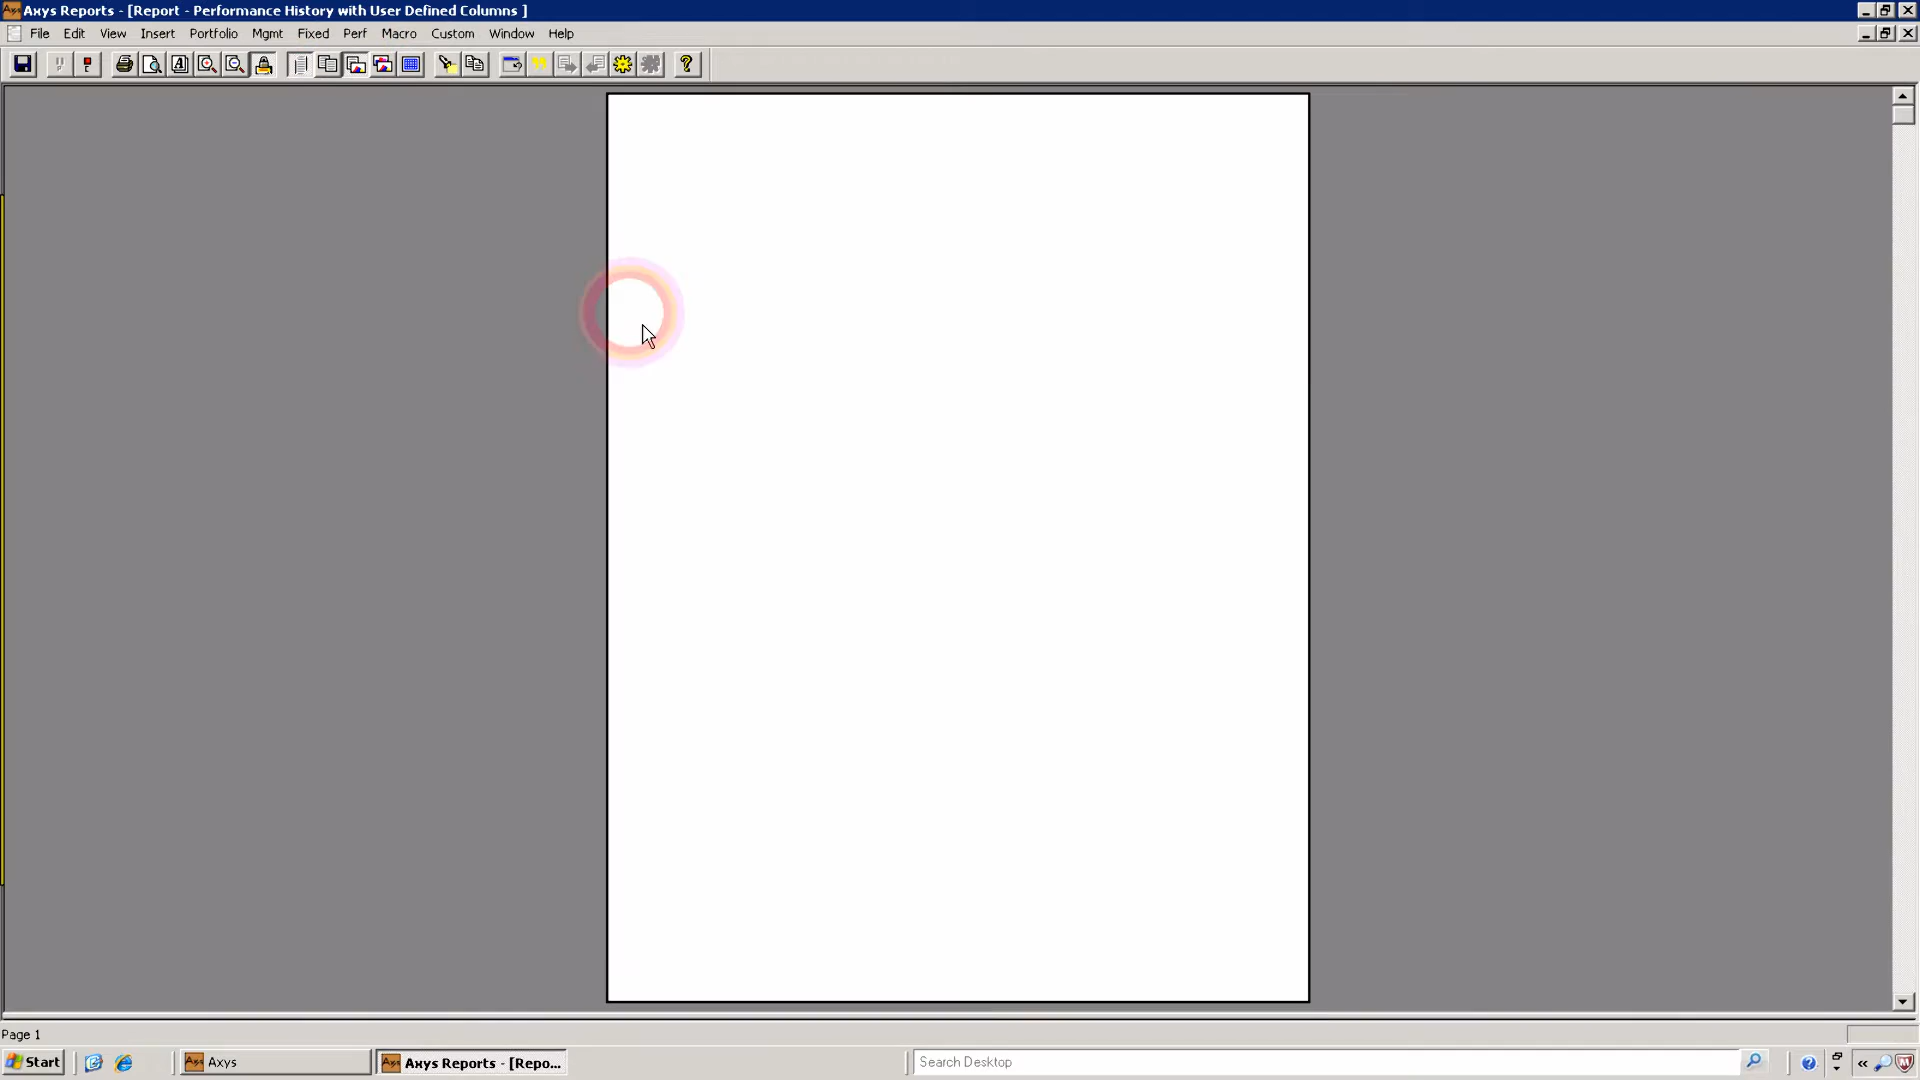 Axys Reports - [Report - Performance History with User Defined Columns ]
File Edit View Insert Portfolio Mgmt Fixed Perf Macro Custom Window Help
Page 1
Start Axys Axys Reports - [Repo... Search Desktop